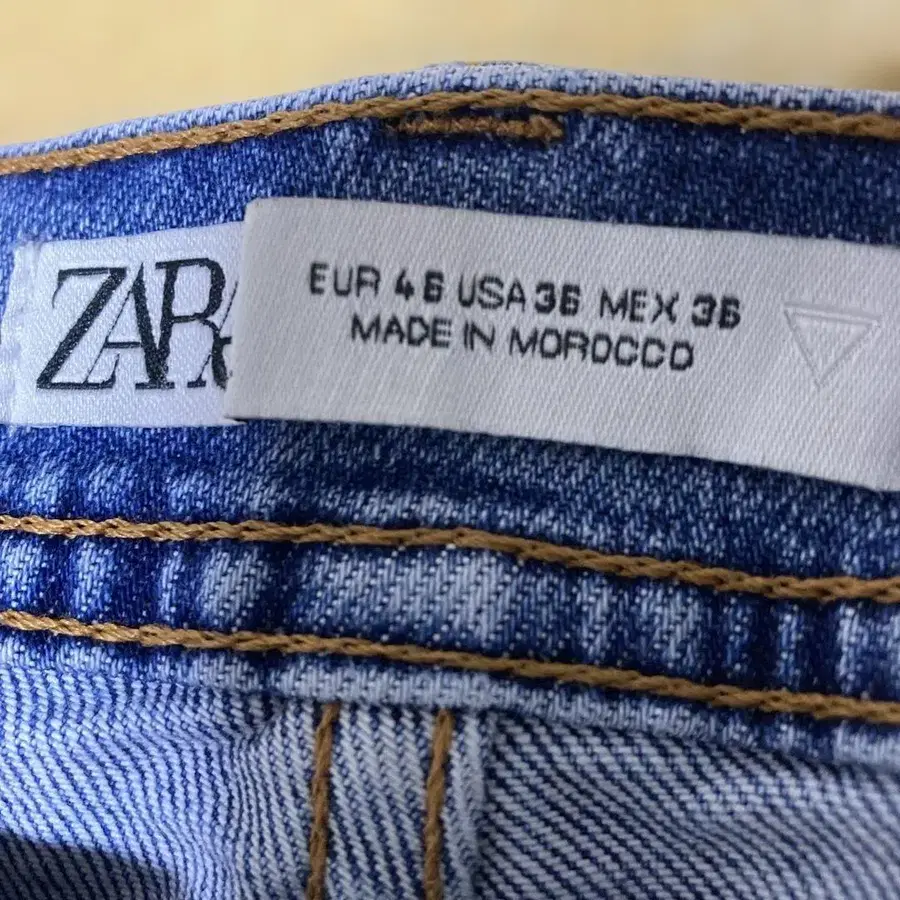 ZARA
EUR 46 USA 36 MEX 36
MADE IN MOROCCO